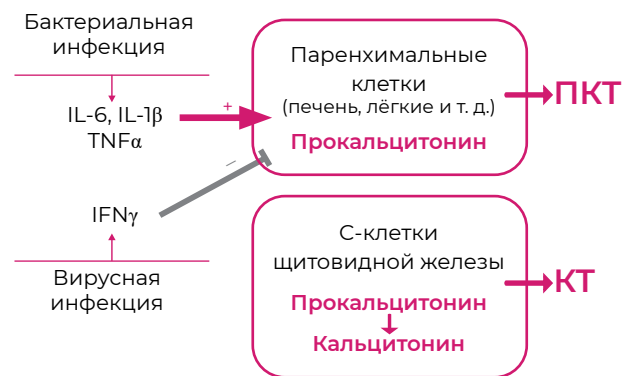 Бактериальная
инфекция
IL-6, IL-1β
TNFα
+
Паренхимальные
клетки
(печень, лёгкие и т. д.)
Прокальцитонин
ПКТ
–
IFNγ
Вирусная
инфекция
С-клетки
щитовидной железы
Прокальцитонин
Кальцитонин
КТ